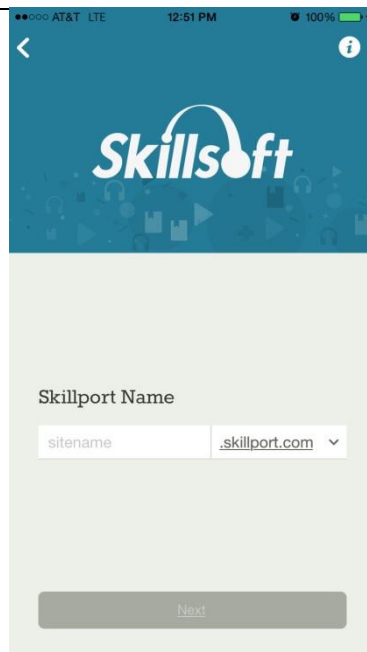 AT&T LTE 12:51 PM 100%
i
Skillsoft
Skillport Name
sitename .skillport.com
Next